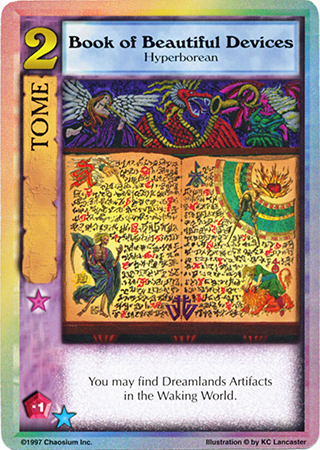 2
Book of Beautiful Devices
Hyperborean
TOME
You may find Dreamlands Artifacts
in the Waking World.
-1
©1997 Chaosium Inc.
Illustration © by KC Lancaster